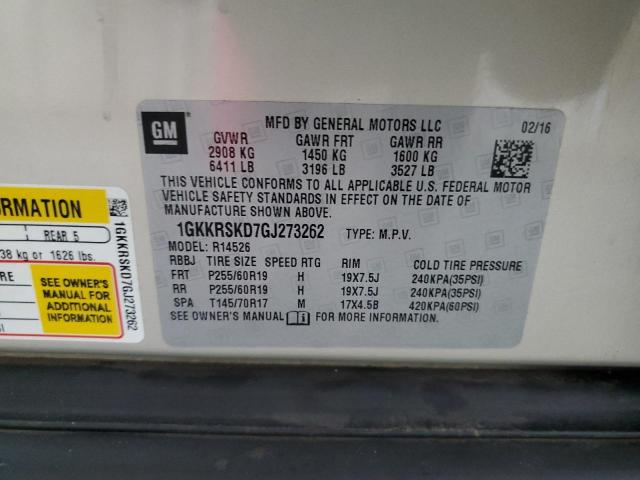 GM
MFD BY GENERAL MOTORS LLC 02/16
GVWR GAWR FRT GAWR RR
2908 KG 1450 KG 1600 KG
6411 LB 3196 LB 3527 LB
THIS VEHICLE CONFORMS TO ALL APPLICABLE U.S. FEDERAL MOTOR
VEHICLE SAFETY STANDARDS IN EFFECT ON THE DATE OF
MANUFACTURE SHOWN ABOVE.
1GKKRSKD7GJ273262 TYPE: M.P.V.
MODEL: R14526
RBBJ TIRE SIZE SPEED RTG RIM COLD TIRE PRESSURE
FRT P255/60R19 H 19X7.5J 240KPA(35PSI)
RR P255/60R19 H 19X7.5J 240KPA(35PSI)
SPA T145/70R17 M 17X4.5B 420KPA(60PSI)
SEE OWNER'S MANUAL FOR MORE INFORMATION.
ORMATION
REAR 5
38 kg or 1626 lbs.
RE
SEE OWNER'S
MANUAL FOR
ADDITIONAL
INFORMATION
1GKKRSKD7GJ273262